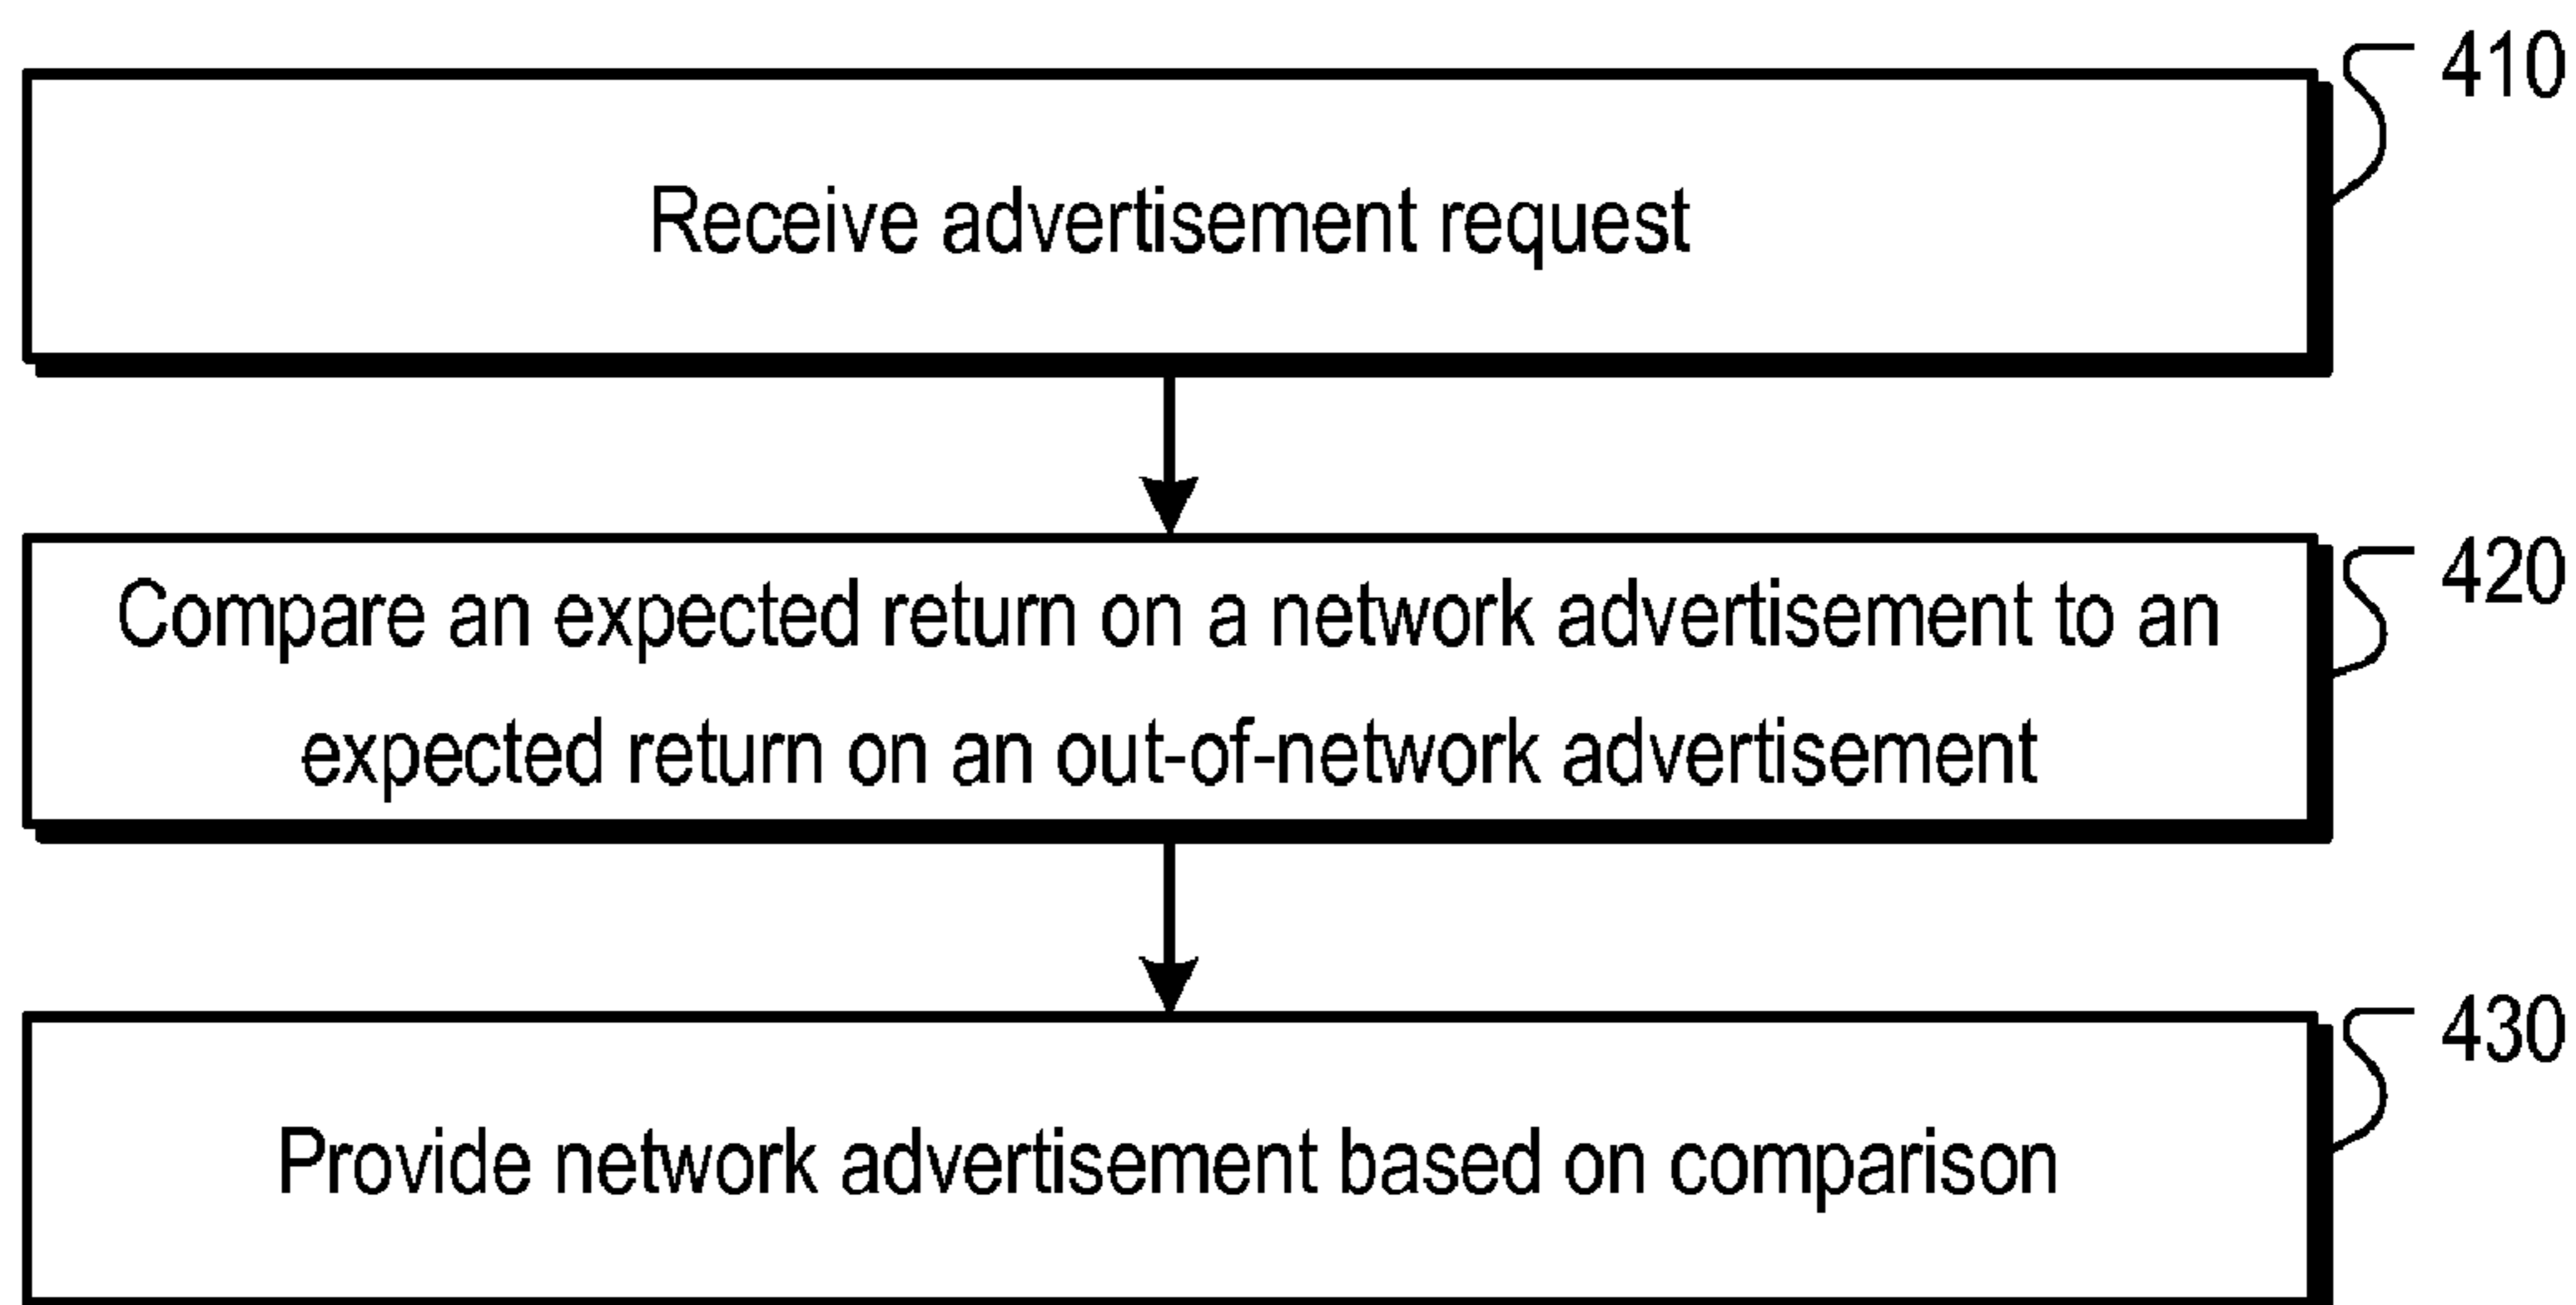 410
Receive advertisement request
420
Compare an expected return on a network advertisement to an
expected return on an out-of-network advertisement
430
Provide network advertisement based on comparison